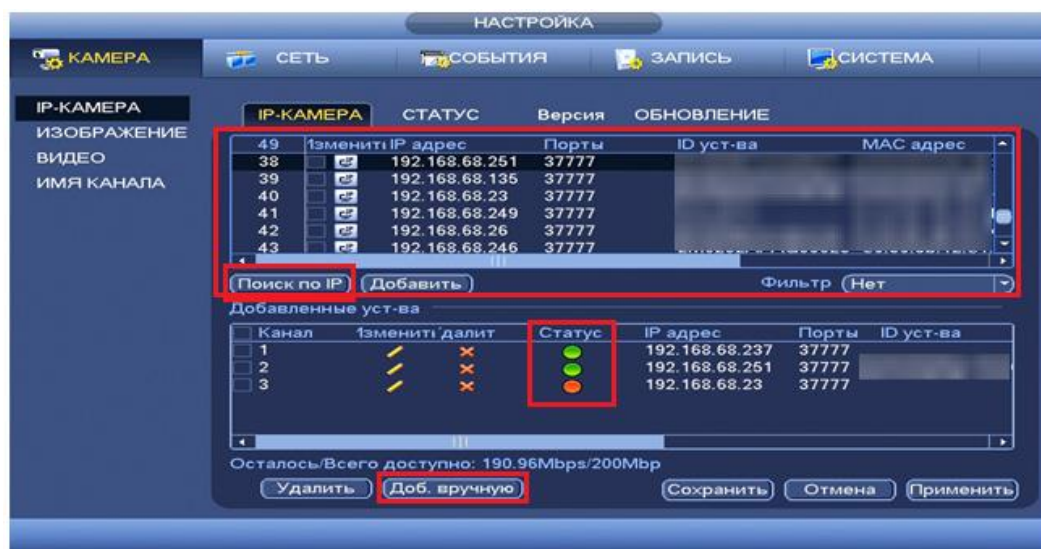 НАСТРОЙКА
КАМЕРА СЕТЬ СОБЫТИЯ ЗАПИСЬ СИСТЕМА
IP-КАМЕРА
ИЗОБРАЖЕНИЕ
ВИДЕО
ИМЯ КАНАЛА
IP-КАМЕРА СТАТУС Версия ОБНОВЛЕНИЕ
49 Изменить IP адрес Порты ID уст-ва MAC адрес
38 192.168.68.251 37777
39 192.168.68.135 37777
40 192.168.68.23 37777
41 192.168.68.249 37777
42 192.168.68.26 37777
43 192.168.68.246 37777
Поиск по IP Добавить Фильтр Нет
Добавленные уст-ва
Канал Изменить далит Статус IP адрес Порты ID уст-ва
1 192.168.68.237 37777
2 192.168.68.251 37777
3 192.168.68.23 37777
Осталось/Всего доступно: 190.96Mbps/200Mbp
Удалить Доб. вручную Сохранить Отмена Применить